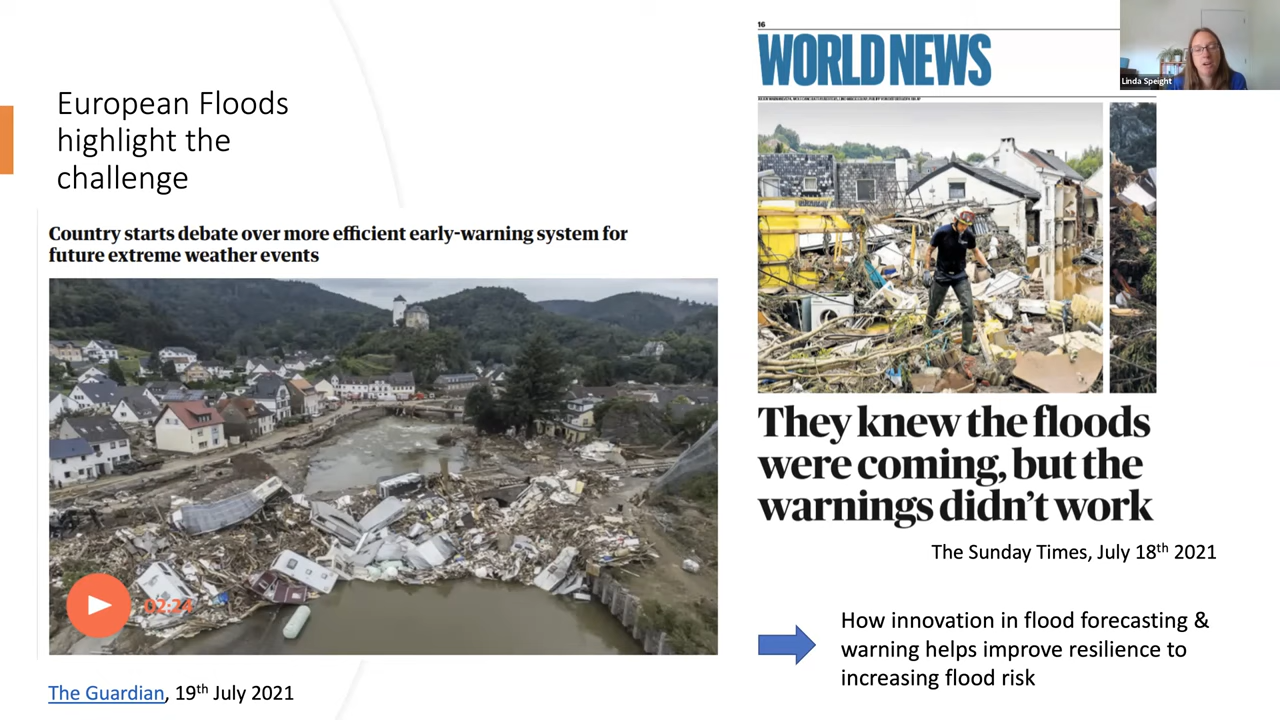 European Floods
highlight the
challenge
Country starts debate over more efficient early-warning system for
future extreme weather events
02:24
The Guardian, 19th July 2021
16
WORLD NEWS
They knew the floods
were coming, but the
warnings didn’t work
The Sunday Times, July 18th 2021
How innovation in flood forecasting &
warning helps improve resilience to
increasing flood risk
Linda Speight